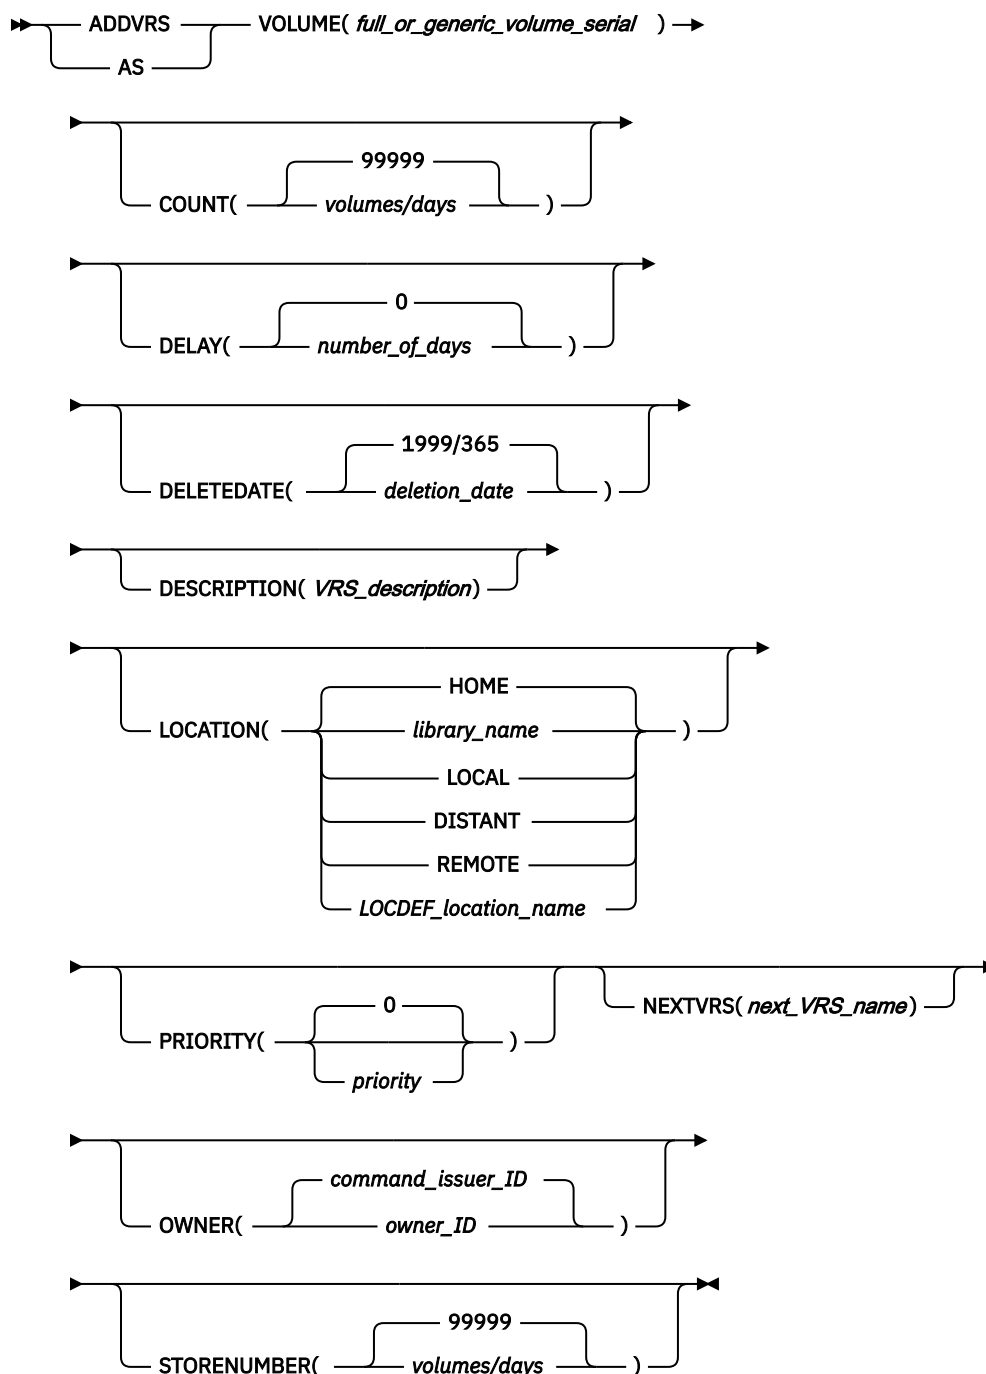 ADDVRS VOLUME( full_or_generic_volume_serial )
AS
99999
COUNT( volumes/days )
0
DELAY( number_of_days )
1999/365
DELETEDATE( deletion_date )
DESCRIPTION( VRS_description)
HOME
LOCATION( library_name )
LOCAL
DISTANT
REMOTE
LOCDEF_location_name
0 NEXTVRS( next_VRS_name)
PRIORITY( )
priority
command_issuer_ID
OWNER( owner_ID )
99999
STORENUMBER( volumes/days )